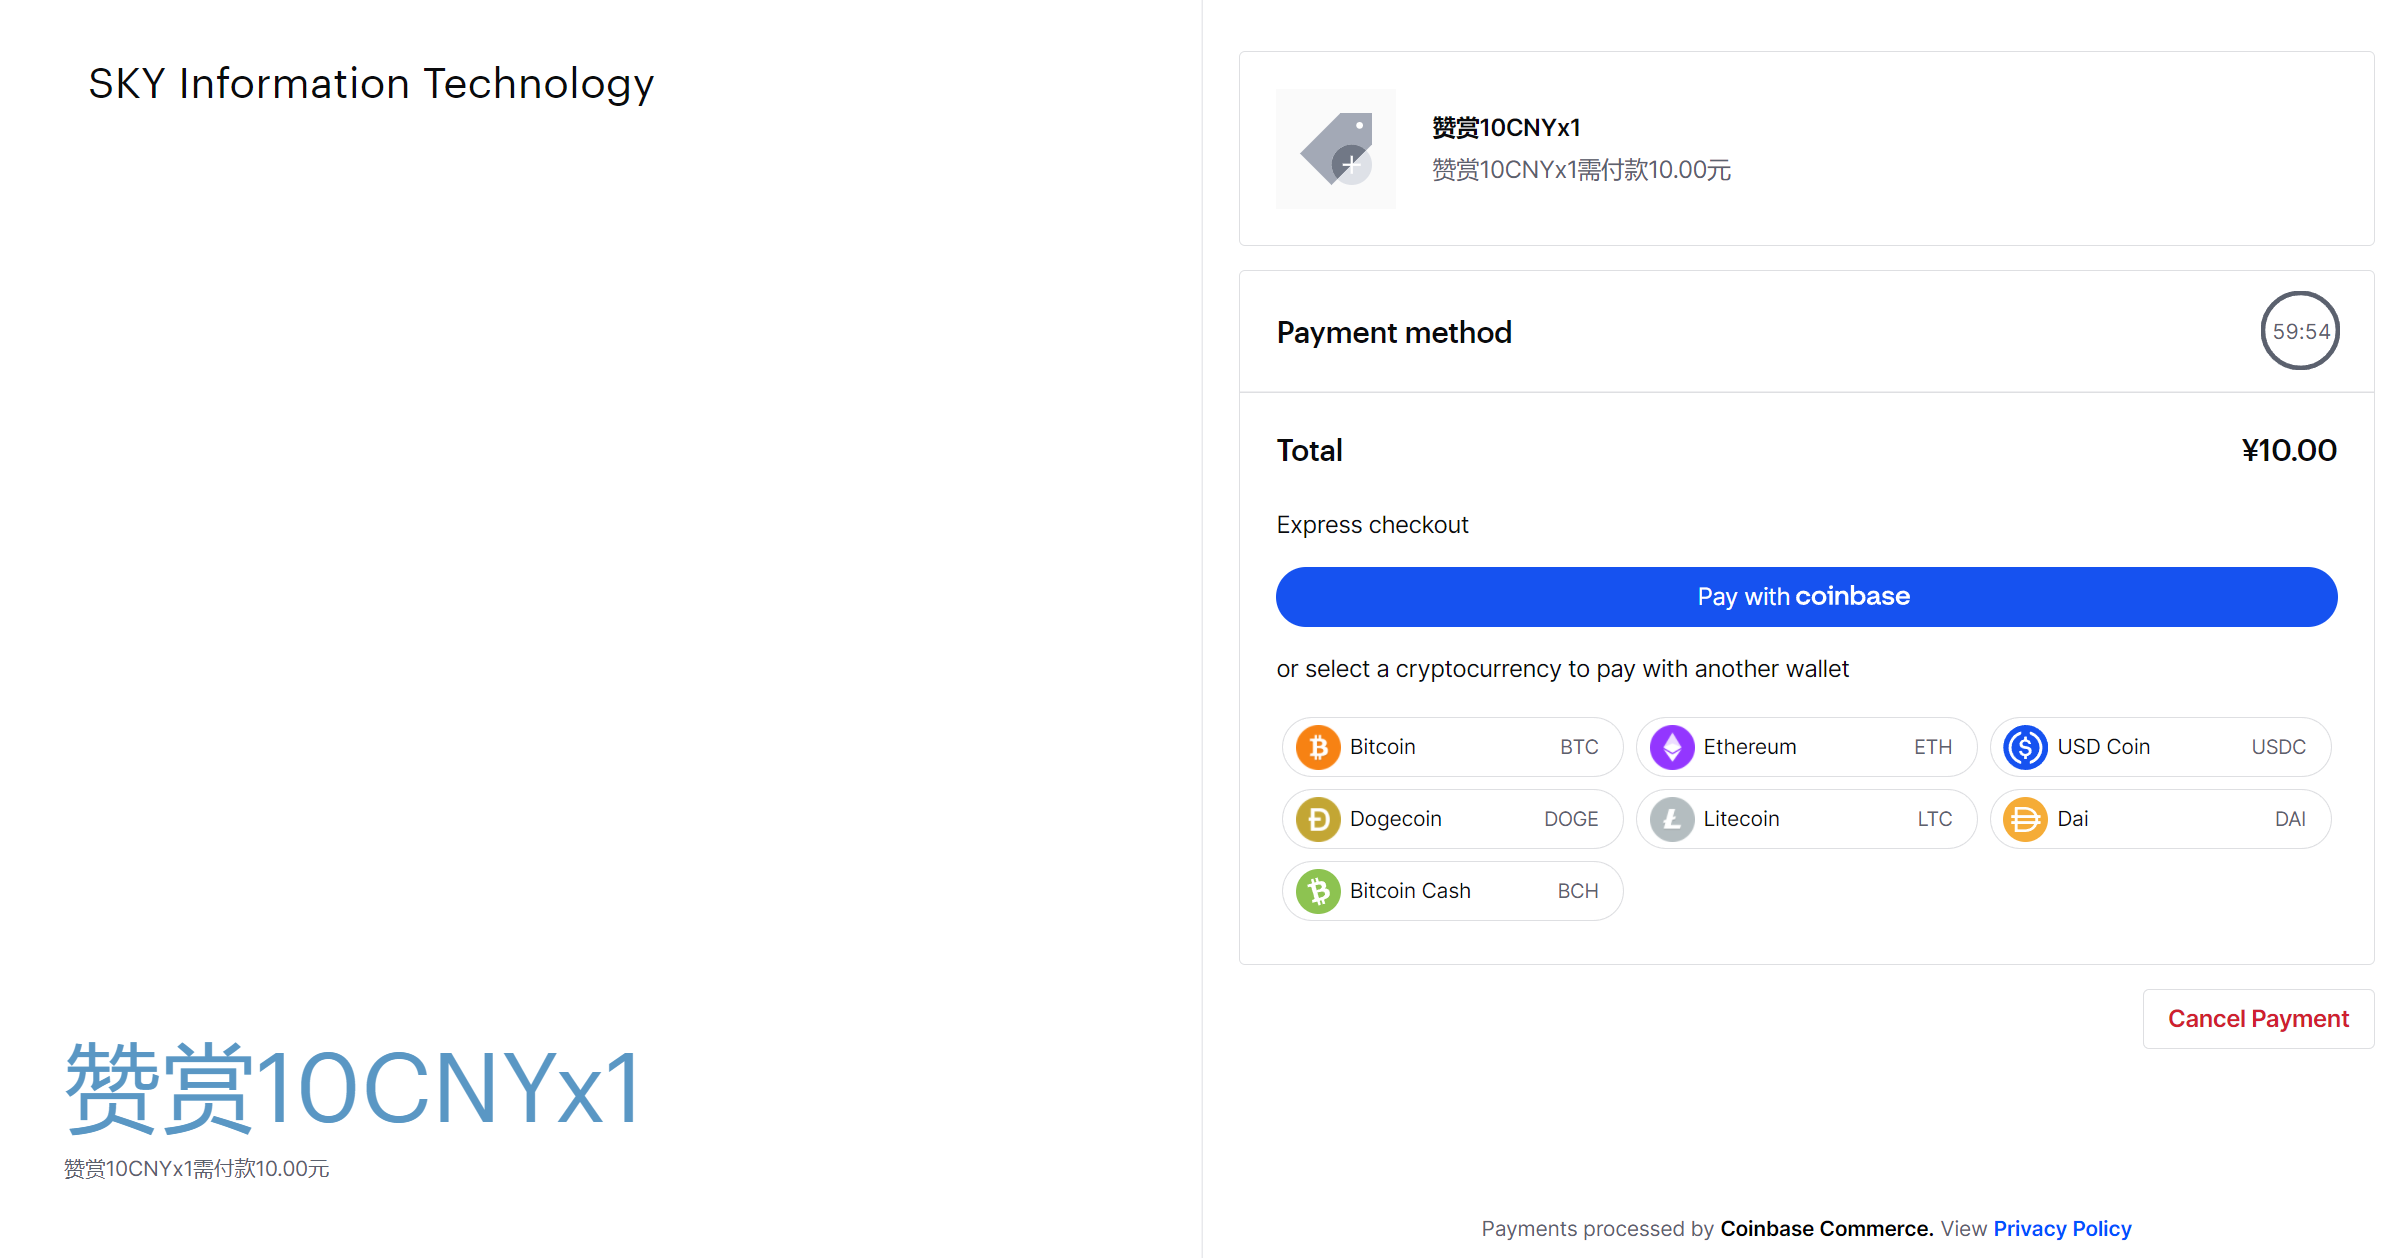 SKY Information Technology
赞赏10CNYx1
赞赏10CNYx1需付款10.00元
赞赏10CNYx1
赞赏10CNYx1需付款10.00元
Payment method
59:54
Total ¥10.00
Express checkout
Pay with coinbase
or select a cryptocurrency to pay with another wallet
Bitcoin BTC
Ethereum ETH
USD Coin USDC
Dogecoin DOGE
Litecoin LTC
Dai DAI
Bitcoin Cash BCH
Cancel Payment
Payments processed by Coinbase Commerce. View Privacy Policy